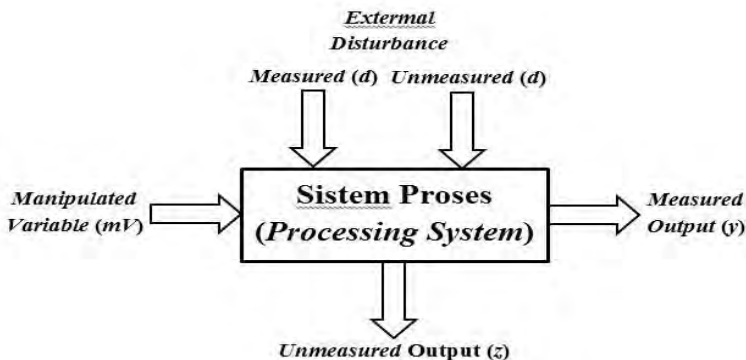 Extermal
Disturbance
Measured (d) Unmeasured (d)
Manipulated
Variable (mV)
Sistem Proses
(Processing System)
Measured
Output (y)
Unmeasured Output (z)